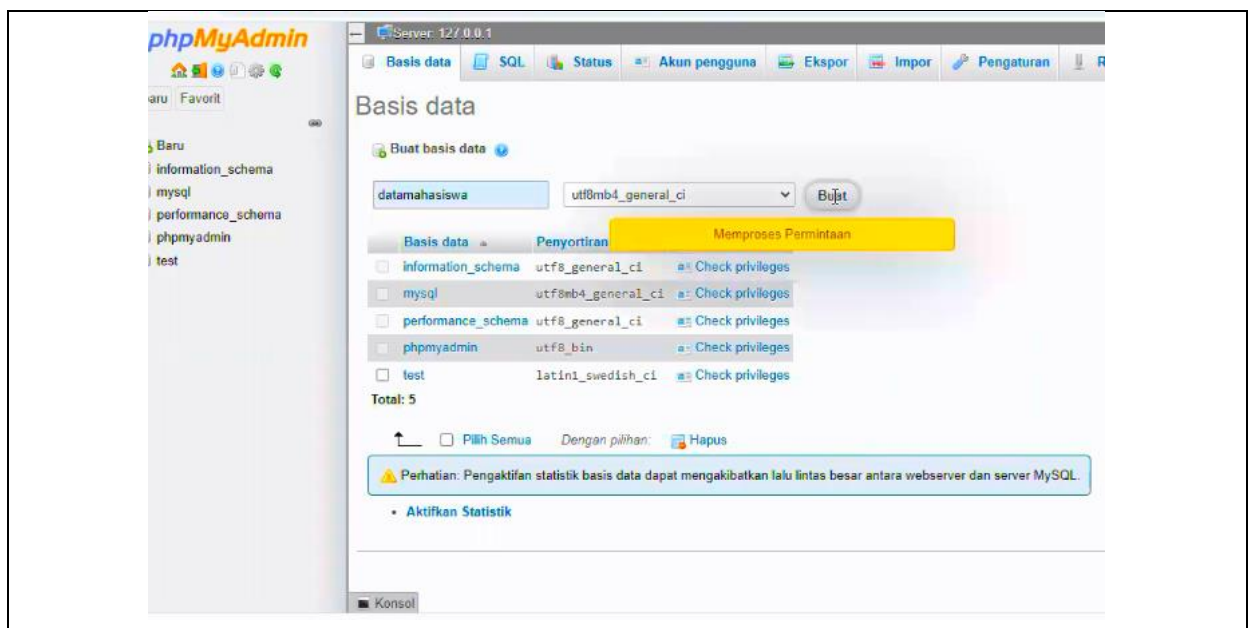 phpMyAdmin
Server: 127.0.0.1
Basis data SQL Status Akun pengguna Ekspor Impor Pengaturan R
aru Favorit
Basis data
Baru
information_schema
mysql
performance_schema
phpmyadmin
test
Buat basis data
datamahasiswa utf8mb4_general_ci Buat
Memproses Permintaan
Basis data Penyortiran
information_schema utf8_general_ci Check privileges
mysql utf8mb4_general_ci Check privileges
performance_schema utf8_general_ci Check privileges
phpmyadmin utf8_bin Check privileges
test latin1_swedish_ci Check privileges
Total: 5
Pilih Semua Dengan pilihan: Hapus
Perhatian: Pengaktifan statistik basis data dapat mengakibatkan lalu lintas besar antara webserver dan server MySQL.
Aktifkan Statistik
Konsol